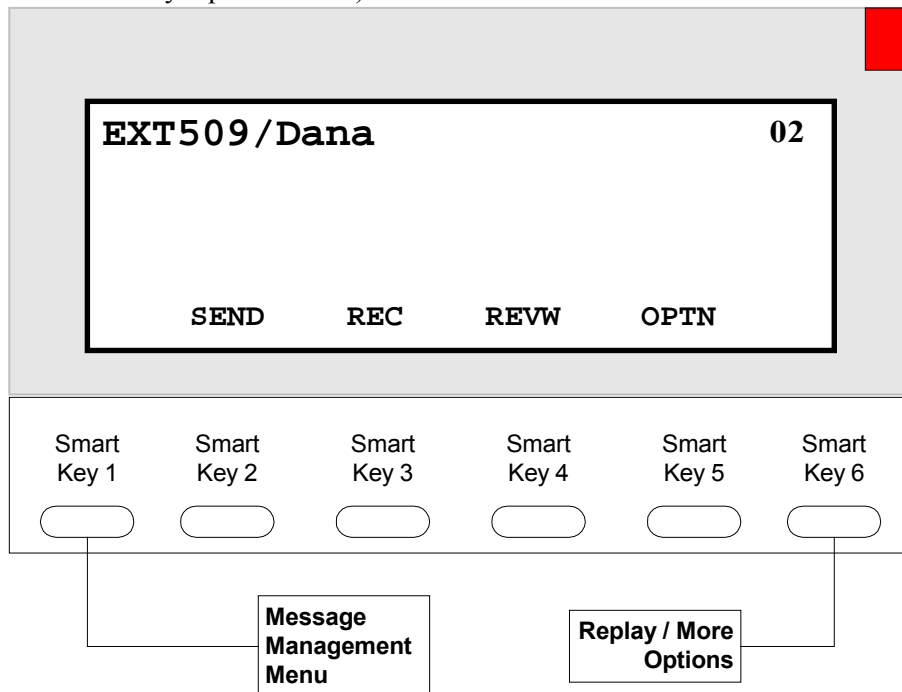 EXT509/Dana 02
SEND REC REVW OPTN
Smart Smart Smart Smart Smart Smart
Key 1 Key 2 Key 3 Key 4 Key 5 Key 6
Message
Management
Menu
Replay / More
Options